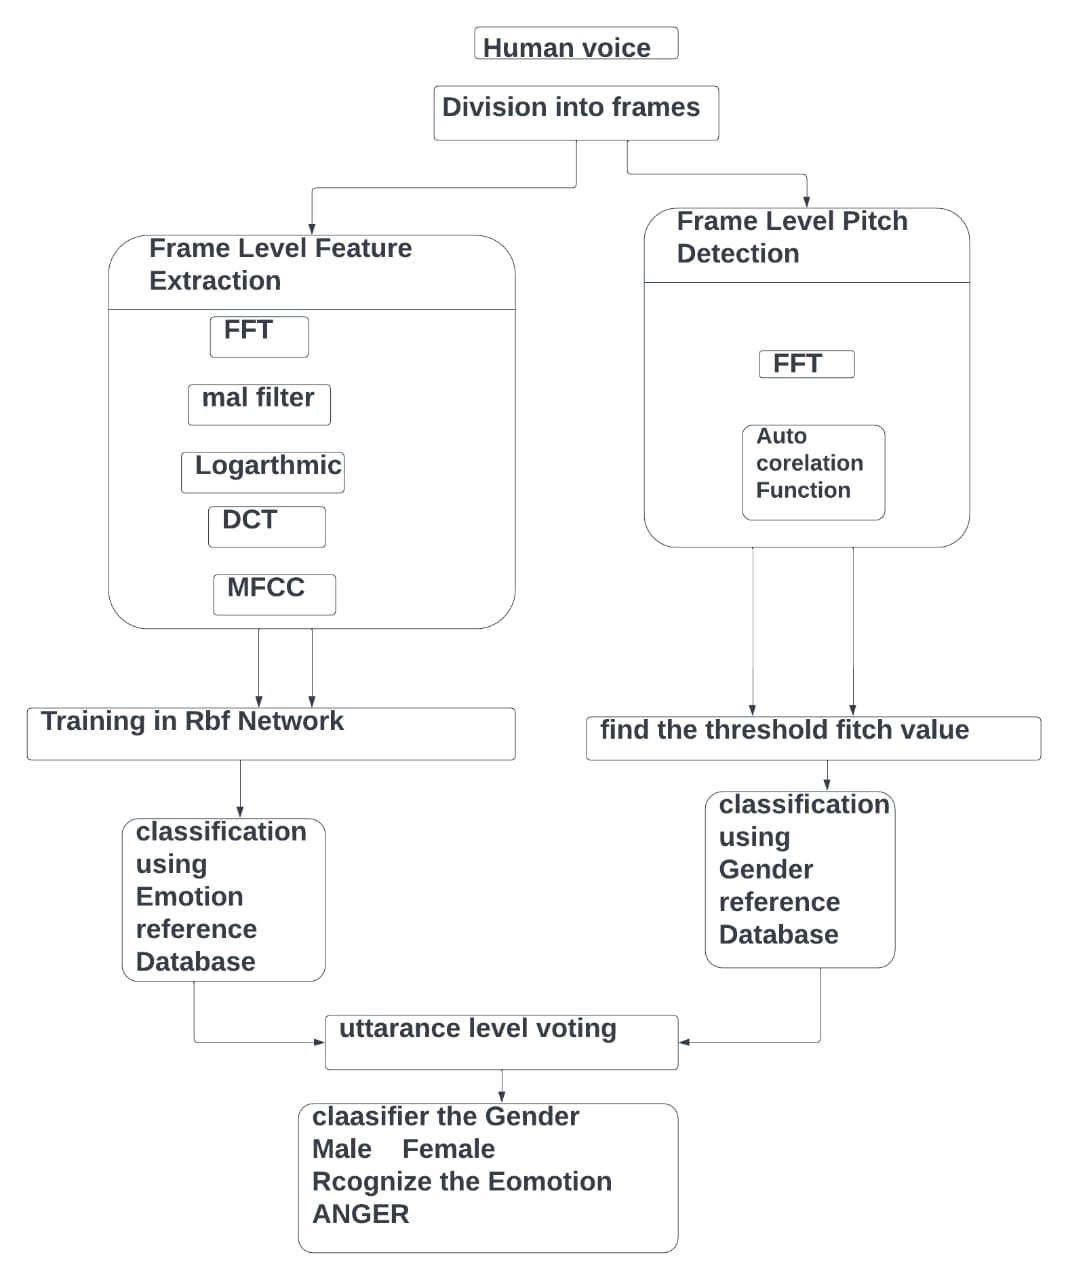 Human voice
Division into frames
Frame Level Feature
Extraction
FFT
mal filter
Logarthmic
DCT
MFCC
Frame Level Pitch
Detection
FFT
Auto
corelation
Function
Training in Rbf Network
find the threshold fitch value
classification
using
Emotion
reference
Database
classification
using
Gender
reference
Database
uttarance level voting
claasifier the Gender
Male Female
Rcognize the Eomotion
ANGER